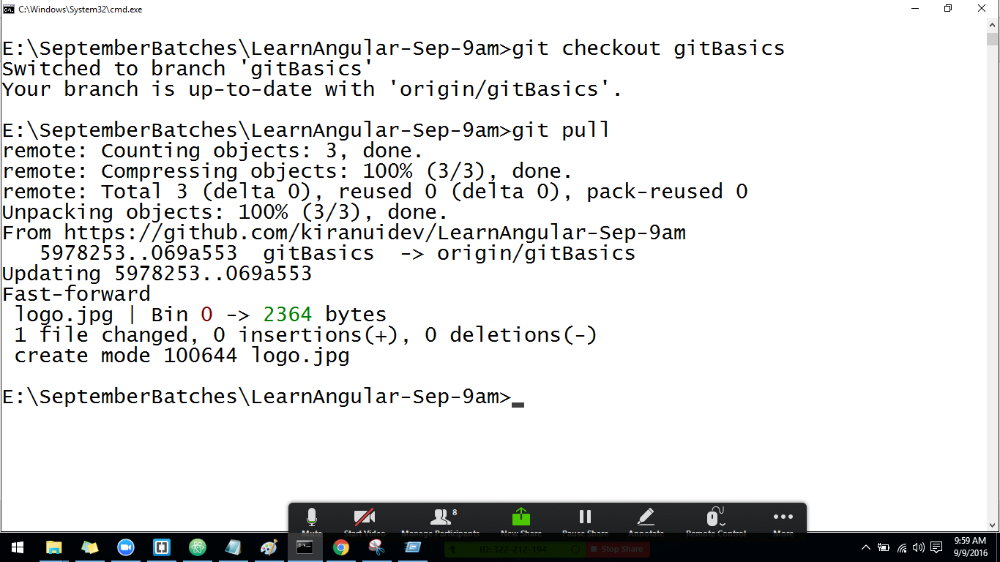 C:\Windows\System32\cmd.exe
E:\SeptemberBatches\LearnAngular-Sep-9am>git checkout gitBasics
Switched to branch 'gitBasics'
Your branch is up-to-date with 'origin/gitBasics'.
E:\SeptemberBatches\LearnAngular-Sep-9am>git pull
remote: Counting objects: 3, done.
remote: Compressing objects: 100% (3/3), done.
remote: Total 3 (delta 0), reused 0 (delta 0), pack-reused 0
Unpacking objects: 100% (3/3), done.
From https://github.com/kiranuidev/LearnAngular-Sep-9am
   5978253..069a553  gitBasics  -> origin/gitBasics
Updating 5978253..069a553
Fast-forward
 logo.jpg | Bin 0 -> 2364 bytes
 1 file changed, 0 insertions(+), 0 deletions(-)
 create mode 100644 logo.jpg
E:\SeptemberBatches\LearnAngular-Sep-9am>
8
Mute Start Video Manage Participants New Share Pause Share Annotate Remote Control More
ID: 322-212-194 Stop Share
9:59 AM
9/9/2016